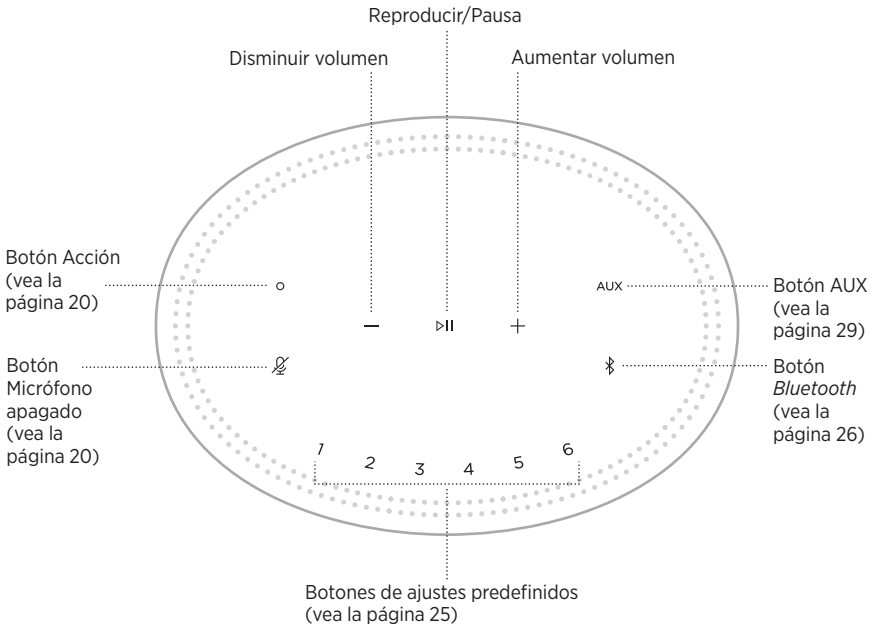 Reproducir/Pausa
Disminuir volumen
Aumentar volumen
Botón Acción
(vea la
página 20)
AUX
Botón AUX
(vea la
página 29)
Botón
Micrófono
apagado
(vea la
página 20)
Botón
Bluetooth
(vea la
página 26)
1 2 3 4 5 6
Botones de ajustes predefinidos
(vea la página 25)